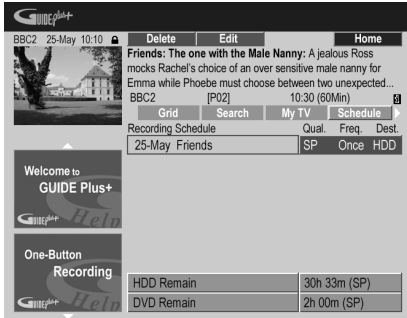 GUIDE Plus+
BBC2 25-May 10:10
Delete Edit Home
Friends: The one with the Male Nanny: A jealous Ross
mocks Rachel's choice of an over sensitive male nanny for
Emma while Phoebe must choose between two unexpected...
BBC2 [P02] 10:30 (60Min)
Grid Search My TV Schedule
Recording Schedule Qual. Freq. Dest.
25-May Friends SP Once HDD
Welcome to
GUIDE Plus+
GUIDE Plus+ Help
One-Button
Recording
GUIDE Plus+ Help
HDD Remain 30h 33m (SP)
DVD Remain 2h 00m (SP)